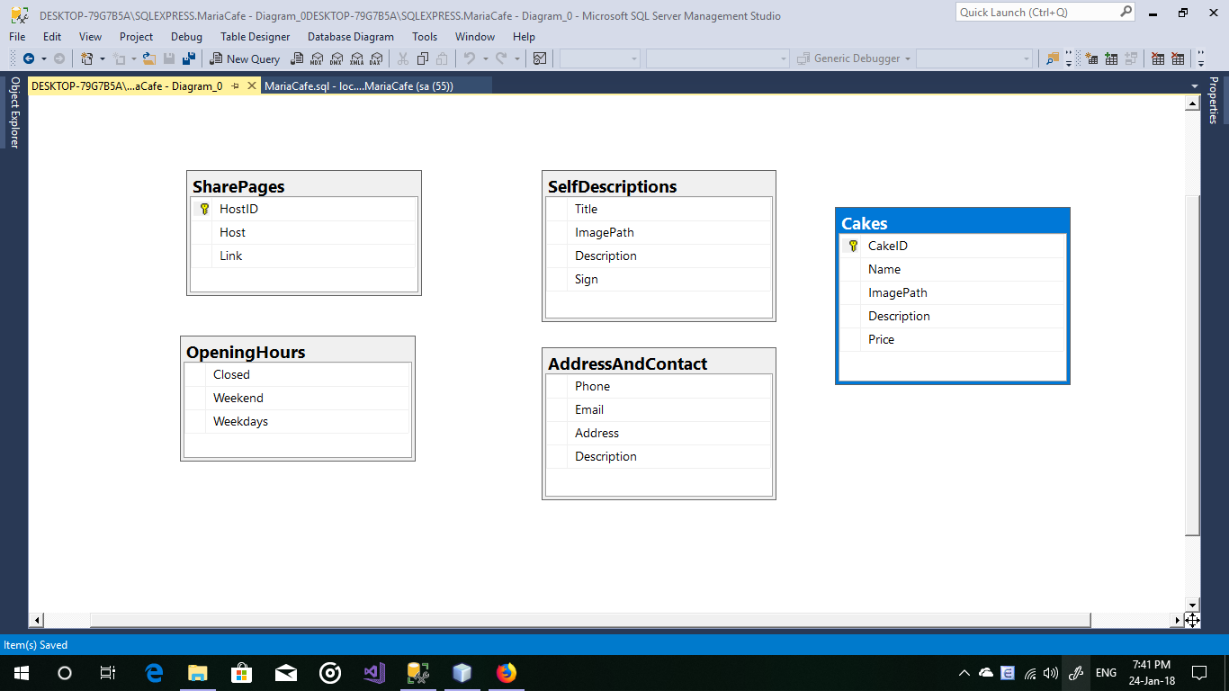 DESKTOP-79G7B5A\SQLEXPRESS.MariaCafe - Diagram_0DESKTOP-79G7B5A\SQLEXPRESS.MariaCafe - Diagram_0 - Microsoft SQL Server Management Studio
Quick Launch (Ctrl+Q)
File Edit View Project Debug Table Designer Database Diagram Tools Window Help
New Query MDX DMX XMLA DAX Generic Debugger
DESKTOP-79G7B5A\...aCafe - Diagram_0 MariaCafe.sql - loc....MariaCafe (sa (55))
Object Explorer
Properties
SharePages
HostID
Host
Link
SelfDescriptions
Title
ImagePath
Description
Sign
Cakes
CakeID
Name
ImagePath
Description
Price
OpeningHours
Closed
Weekend
Weekdays
AddressAndContact
Phone
Email
Address
Description
Item(s) Saved
ENG
7:41 PM
24-Jan-18